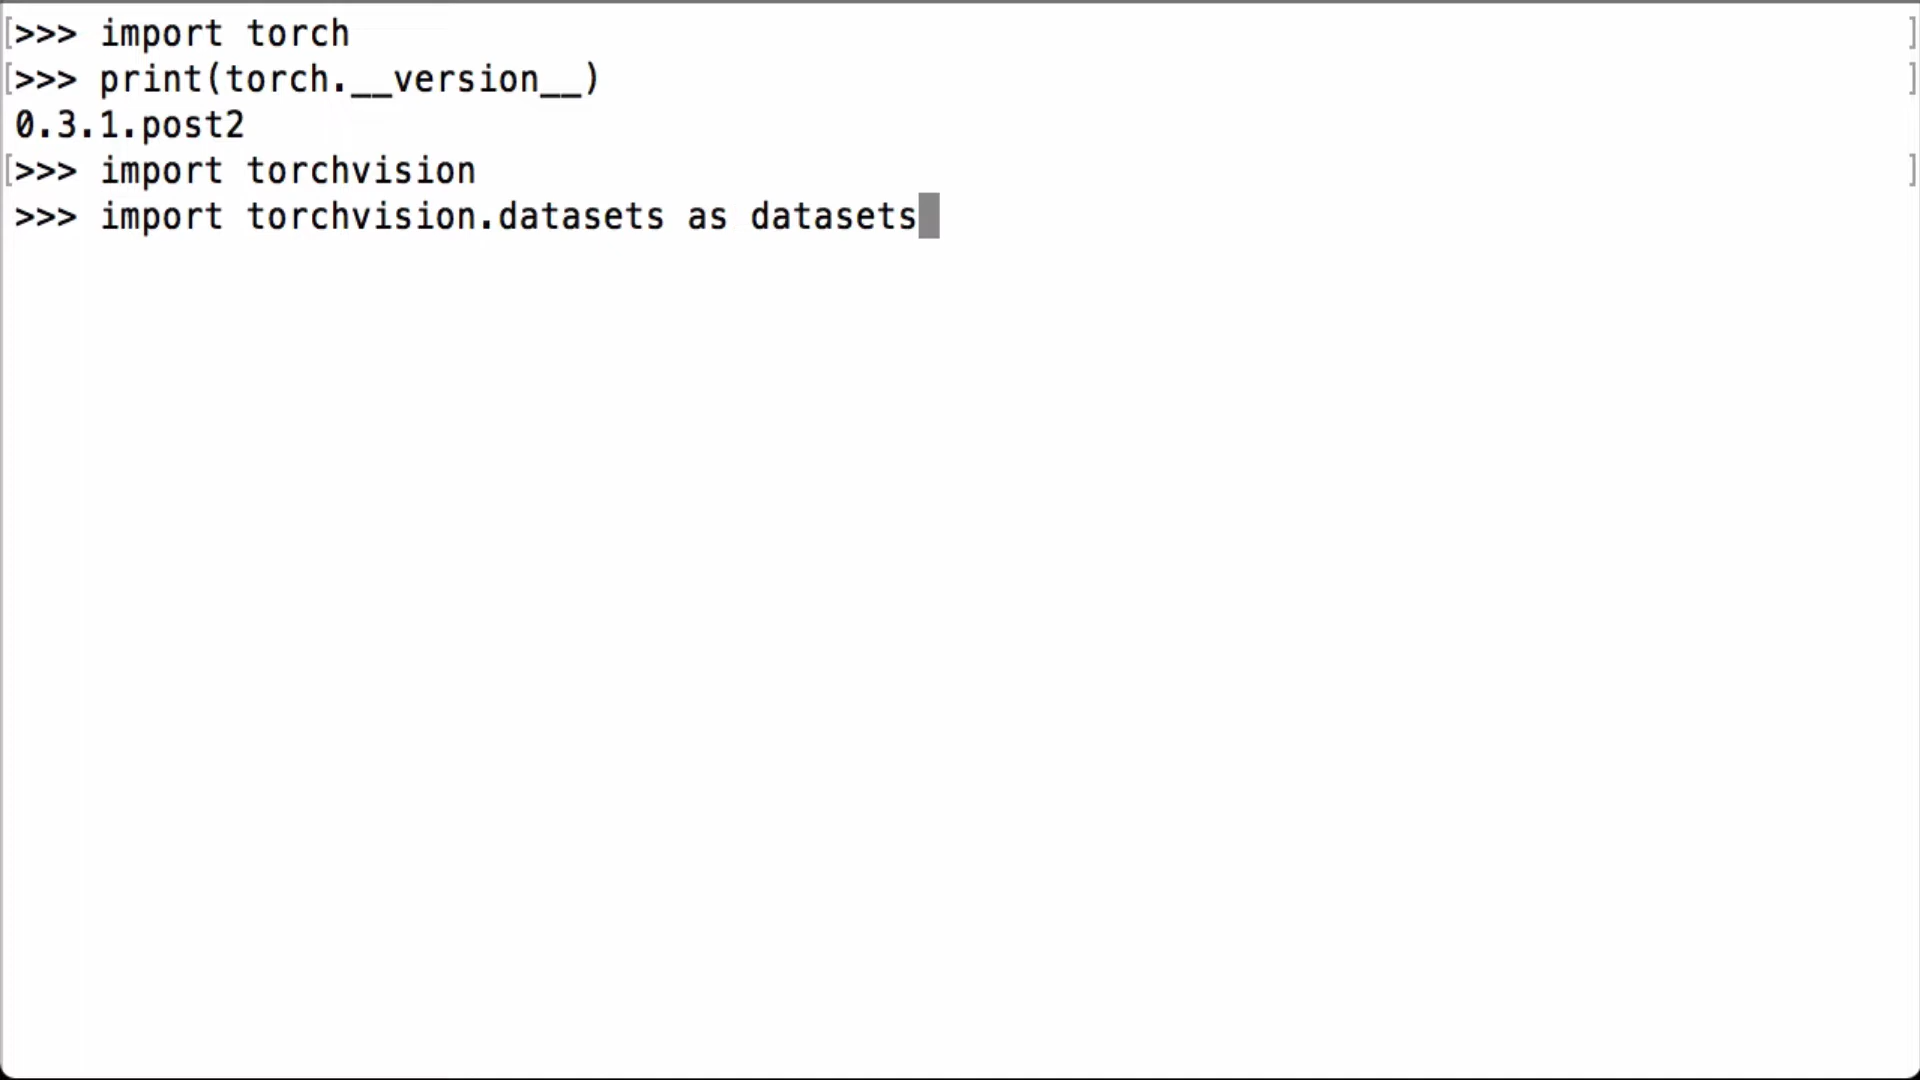 [>>> import torch ]
[>>> print(torch.__version__) ]
0.3.1.post2
[>>> import torchvision ]
>>> import torchvision.datasets as datasets